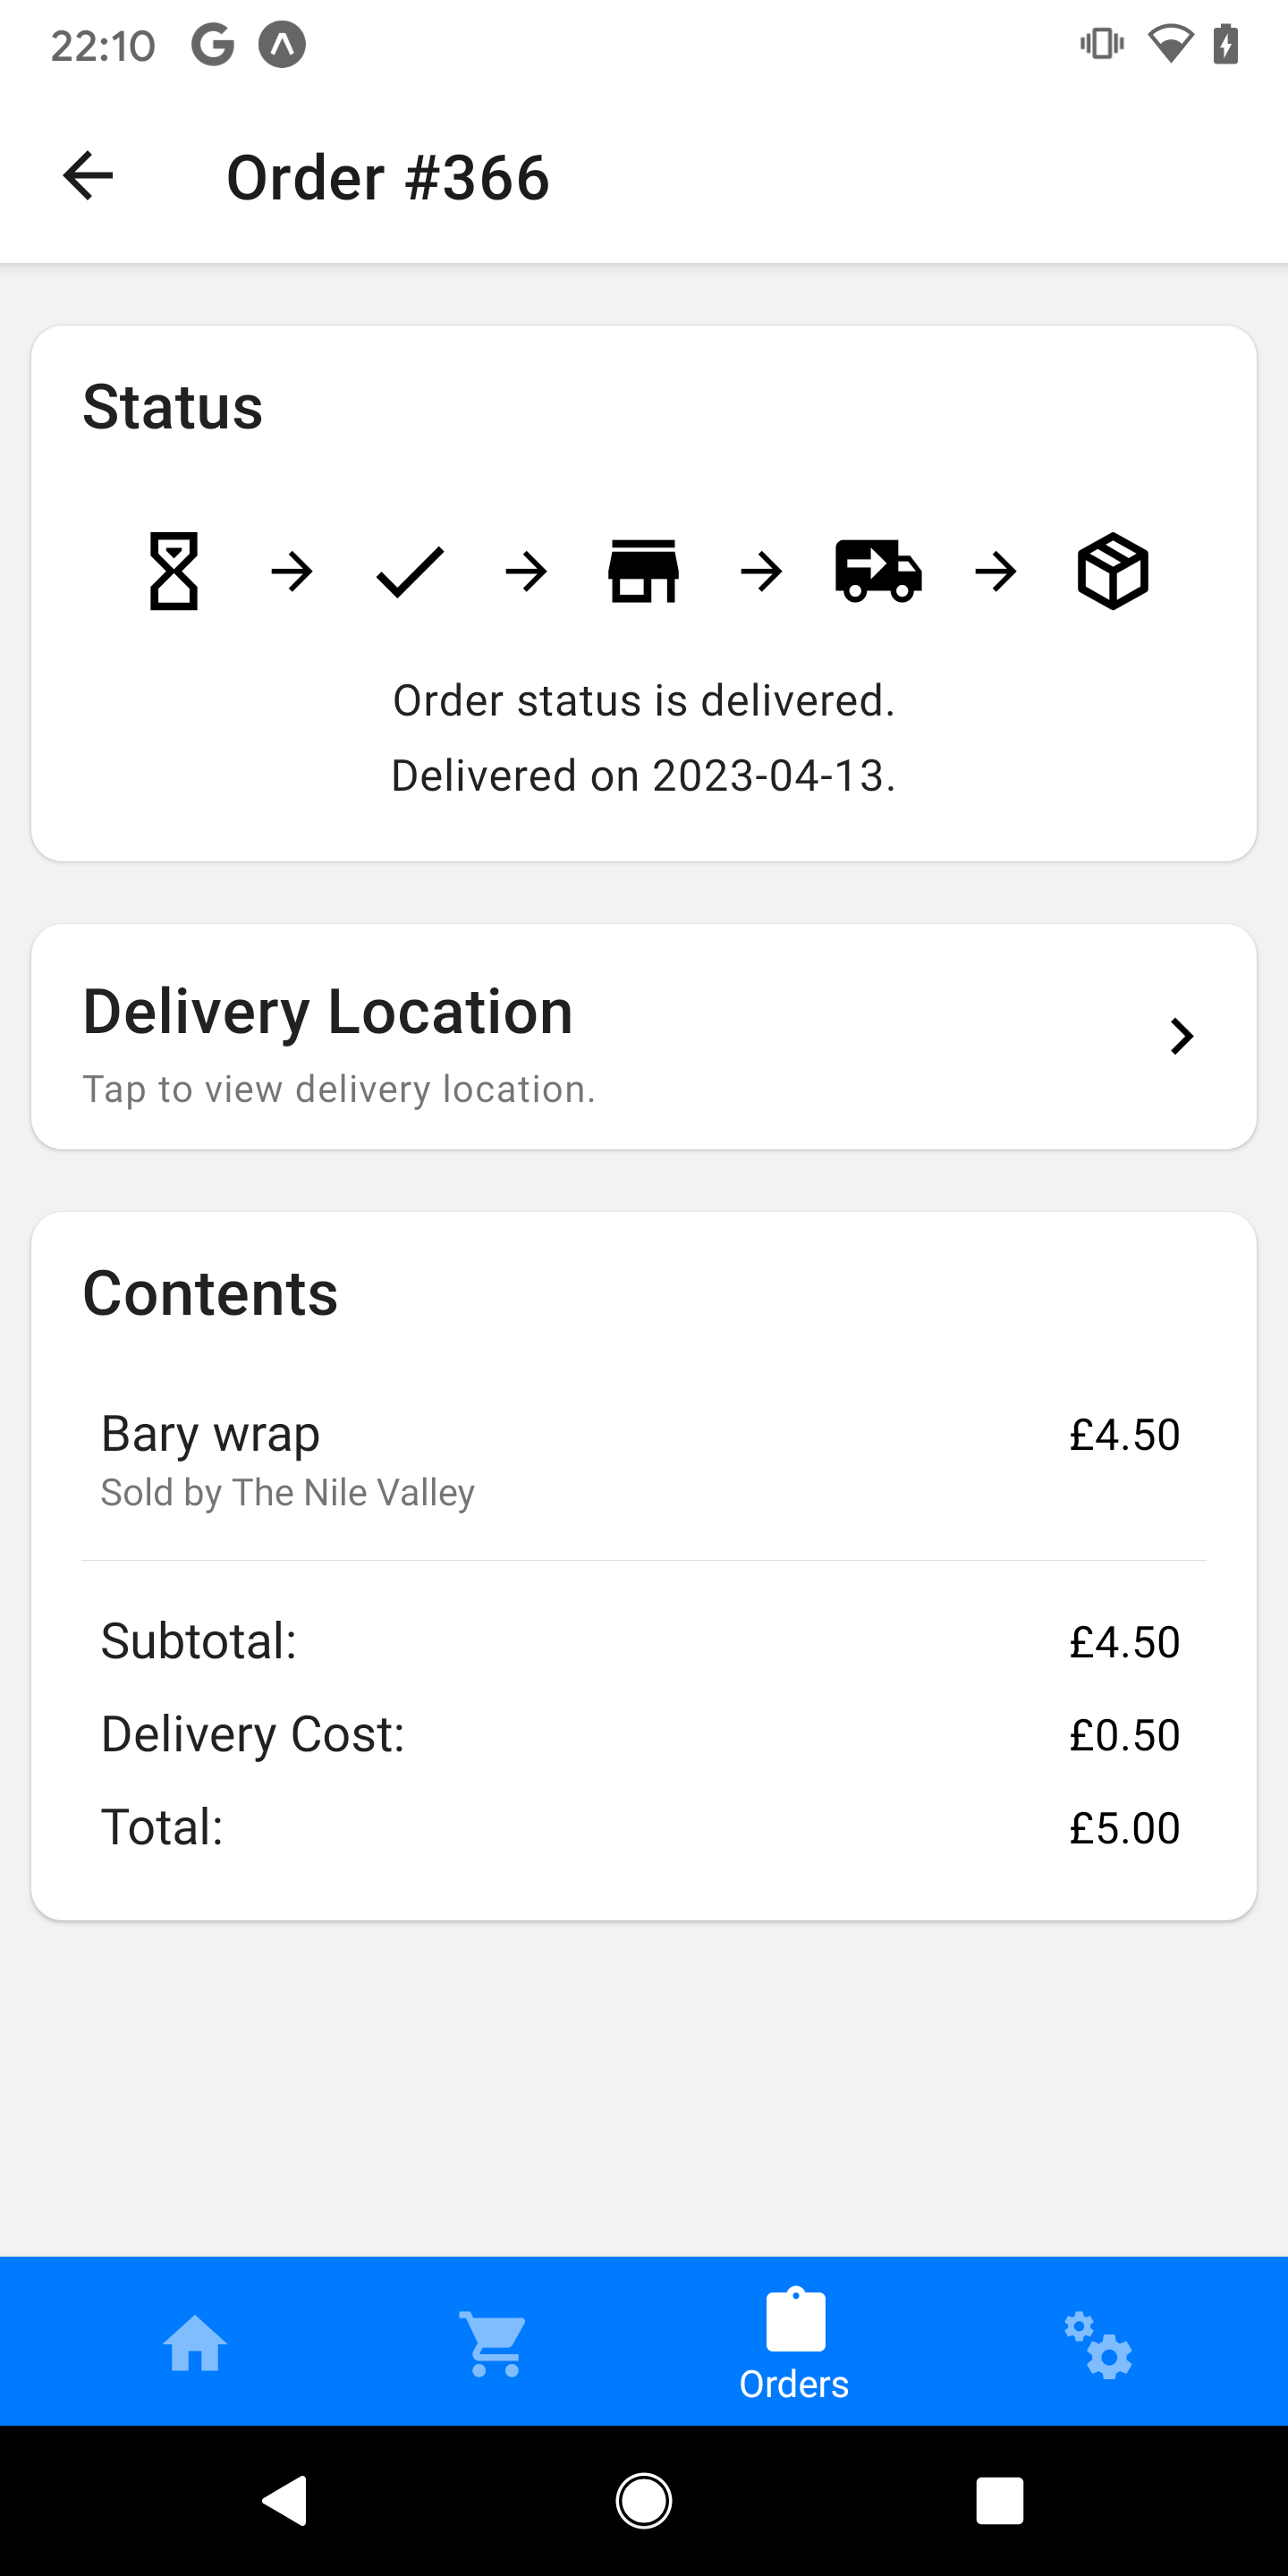 22:10
Order #366
Status
Order status is delivered.
Delivered on 2023-04-13.
Delivery Location
Tap to view delivery location.
Contents
Bary wrap £4.50
Sold by The Nile Valley
Subtotal: £4.50
Delivery Cost: £0.50
Total: £5.00
Orders